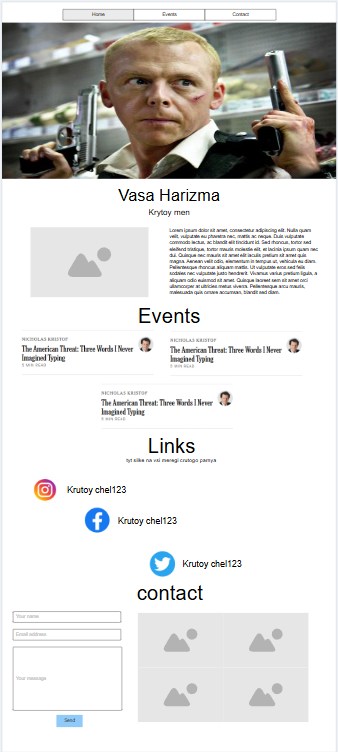 Home Events Contact
Vasa Harizma
Krytoy men
Lorem ipsum dolor sit amet, consectetur adipiscing elit. Nulla quam
velit, vulputate eu pharetra nec, mattis ac neque. Duis vulputate
commodo lectus, ac blandit elit tincidunt id. Sed rhoncus, tortor sed
eleifend tristique, tortor mauris molestie elit, et lacinia ipsum quam nec
dui. Quisque nec mauris sit amet elit iaculis pretium sit amet quis
magna. Aenean velit odio, elementum in tempus ut, vehicula eu diam.
Pellentesque rhoncus aliquam mattis. Ut vulputate eros sed felis
sodales nec vulputate justo hendrerit. Vivamus varius pretium ligula, a
aliquam odio euismod sit amet. Quisque laoreet sem sit amet orci
ullamcorper at ultricies metus viverra. Pellentesque arcu mauris,
malesuada quis ornare accumsan, blandit sed diam.
Events
NICHOLAS KRISTOF
The American Threat: Three Words I Never
Imagined Typing
5 MIN READ
NICHOLAS KRISTOF
The American Threat: Three Words I Never
Imagined Typing
5 MIN READ
NICHOLAS KRISTOF
The American Threat: Three Words I Never
Imagined Typing
5 MIN READ
Links
Krutoy chel123
Krutoy chel123
Krutoy chel123
contact
Your name
Email address
Your message
Send